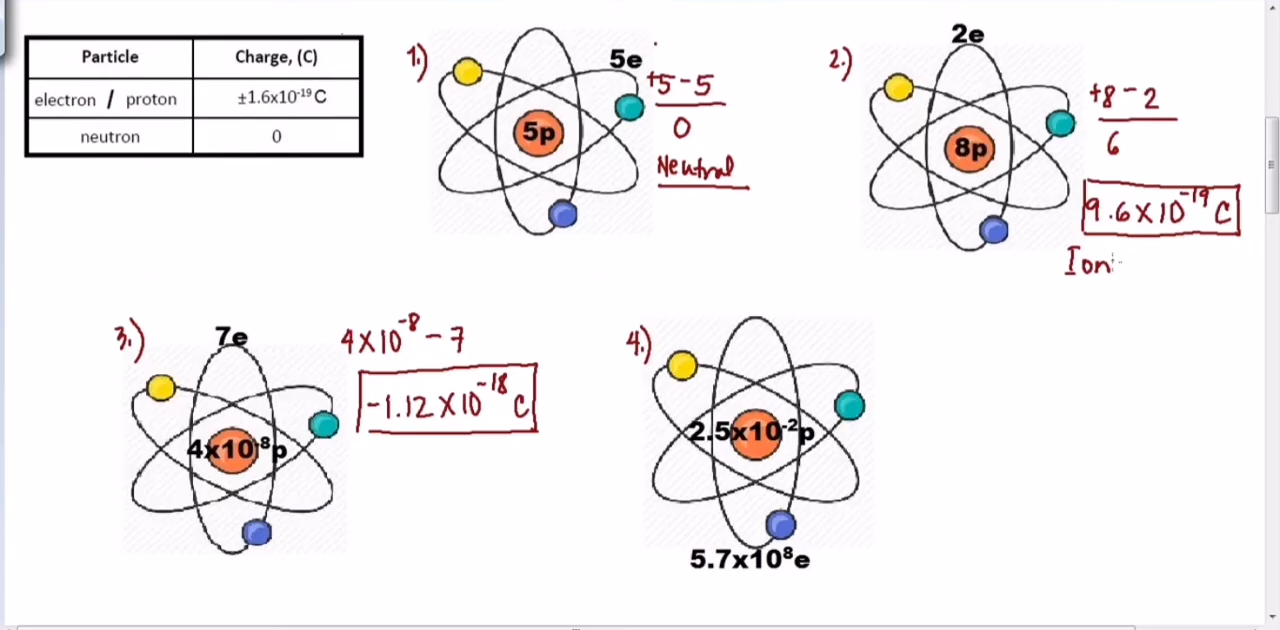 Particle Charge, (C)
electron / proton ±1.6x10⁻¹⁹ C
neutron 0
1.)
5e
5p
+5 - 5
0
Neutral
2.)
2e
8p
+8 - 2
6
9.6 x 10⁻¹⁹ C
Ion
3.)
7e
4x10⁻⁸p
4 x 10⁻⁸ - 7
-1.12 x 10⁻¹⁸ C
4.)
2.5x10⁻²p
5.7x10⁸e